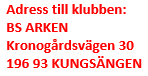 Adress till klubben:
BS ARKEN
Kronogårdsvägen 30
196 93 KUNGSÄNGEN